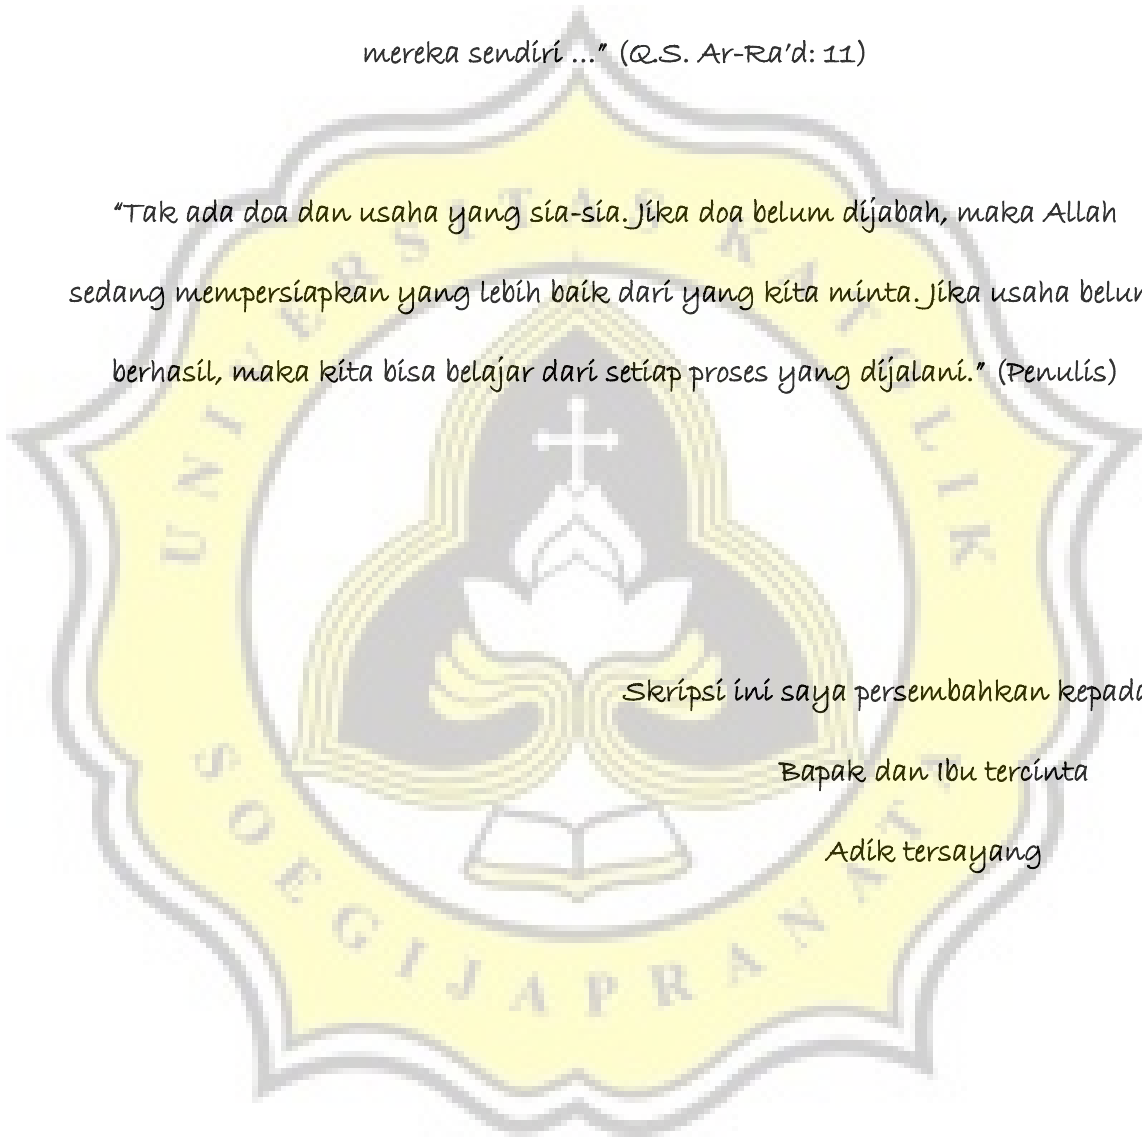 mereka sendiri ...” (Q.S. Ar-Ra’d: 11)
“Tak ada doa dan usaha yang sia-sia. Jika doa belum dijabah, maka Allah
sedang mempersiapkan yang lebih baik dari yang kita minta. Jika usaha belum
berhasil, maka kita bisa belajar dari setiap proses yang dijalani.” (Penulis)
Skripsi ini saya persembahkan kepada
Bapak dan Ibu tercinta
Adik tersayang
UNIVERSITAS KATOLIK
SOEGIJAPRANATA